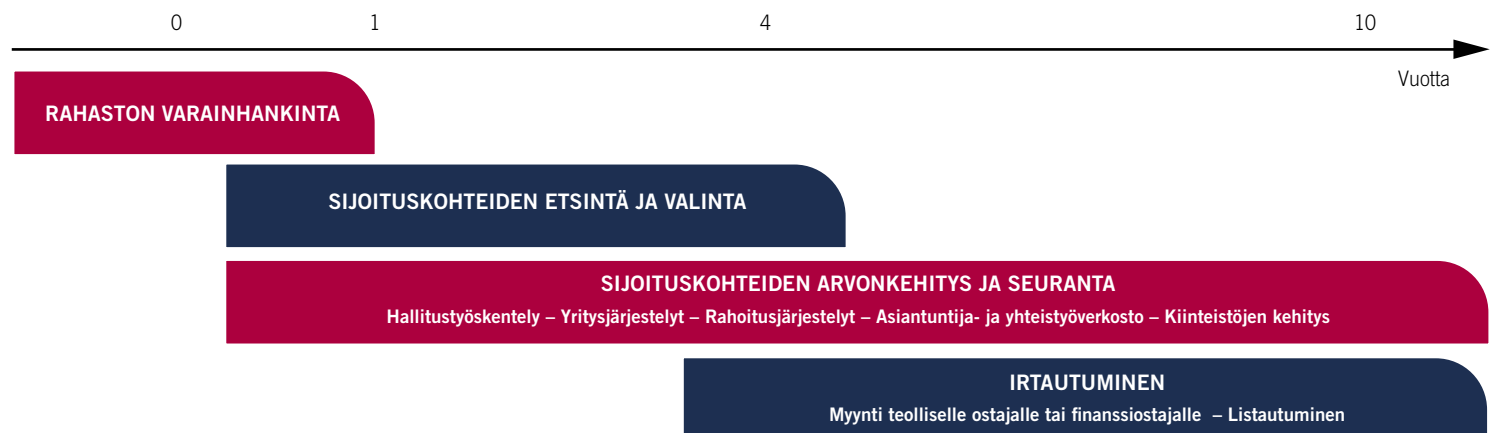 0 1 4 10
Vuotta
RAHASTON VARAINHANKINTA
SIJOITUSKOHTEIDEN ETSINTÄ JA VALINTA
SIJOITUSKOHTEIDEN ARVONKEHITYS JA SEURANTA
Hallitustyöskentely – Yritysjärjestelyt – Rahoitusjärjestelyt – Asiantuntija- ja yhteistyöverkosto – Kiinteistöjen kehitys
IRTAUTUMINEN
Myynti teolliselle ostajalle tai finanssiostajalle – Listautuminen